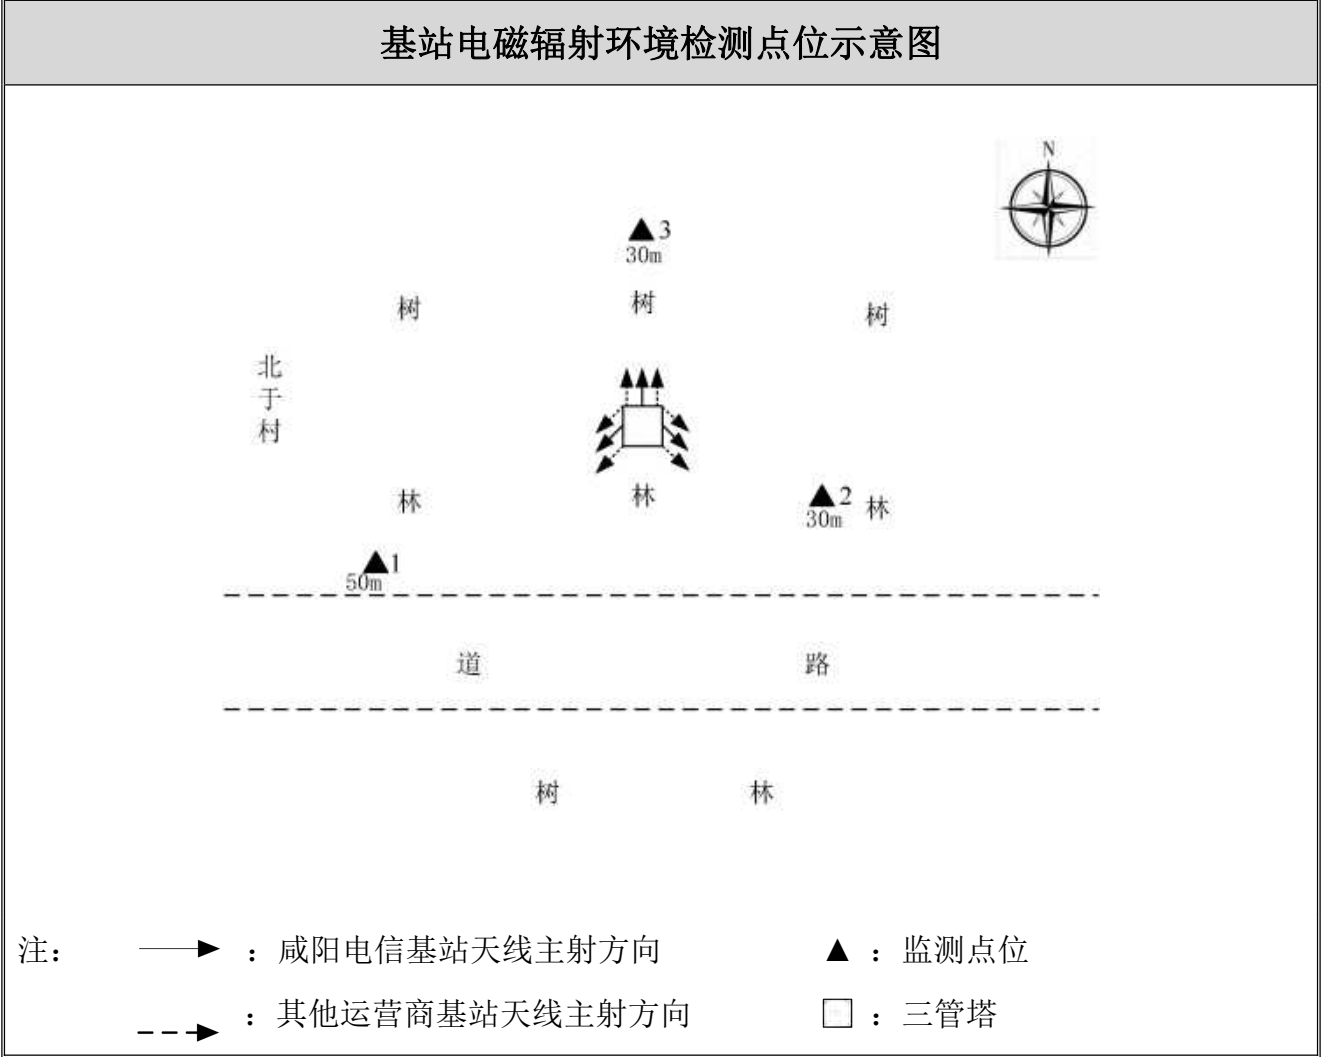 基站电磁辐射环境检测点位示意图
N
3
30m
树
树
树
北
于
村
林
林
2
林
30m
1
50m
道 路
树 林
注：
：咸阳电信基站天线主射方向
▲：监测点位
：其他运营商基站天线主射方向
：三管塔